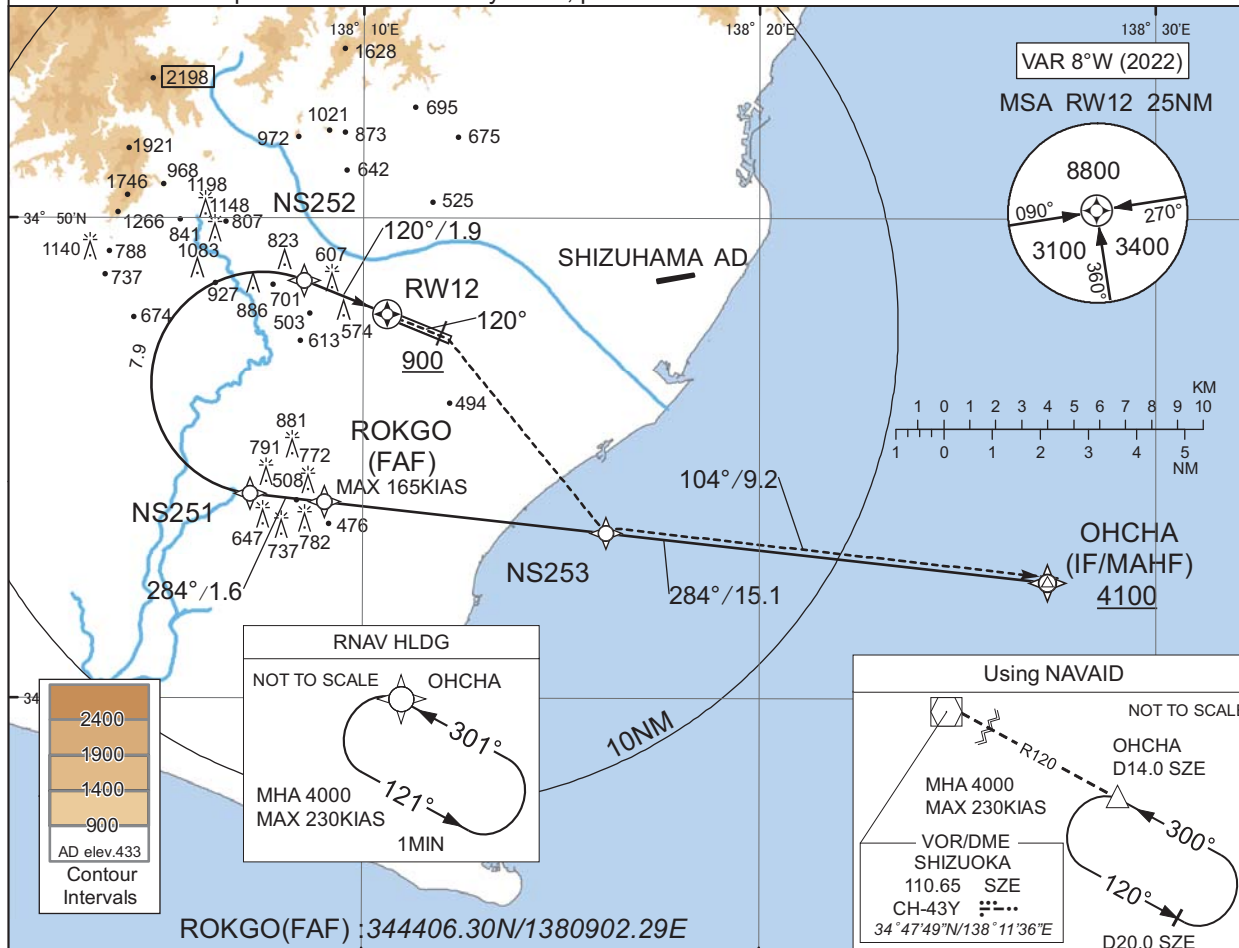 138° 10'E
138° 20'E
138° 30'E
1628
2198
VAR 8°W (2022)
MSA RW12 25NM
695
1021
972
873
675
1921
642
8800
968
1746
1198
525
1148
NS252
34° 50'N
1266
807
841
120°/1.9
090°
270°
1140
788
823
607
SHIZUHAMA AD
3100
3400
1083
360°
737
927
701
RW12
886
674
503
574
120°
613
900
7.9
KM
494
1 0 1 2 3 4 5 6 7 8 9 10
881
ROKGO
(FAF)
MAX 165KIAS
1 0 1 2 3 4 5
NM
791
772
508
104°/9.2
NS251
476
647
737
782
OHCHA
(IF/MAHF)
4100
NS253
284°/1.6
284°/15.1
RNAV HLDG
NOT TO SCALE
OHCHA
301°
121°
MHA 4000
MAX 230KIAS
1MIN
10NM
Using NAVAID
NOT TO SCALE
OHCHA
D14.0 SZE
R120
MHA 4000
MAX 230KIAS
300°
120°
VOR/DME
SHIZUOKA
110.65 SZE
CH-43Y
34°47'49"N/138°11'36"E
D20.0 SZE
34
2400
1900
1400
900
AD elev.433
Contour
Intervals
ROKGO(FAF) :344406.30N/1380902.29E